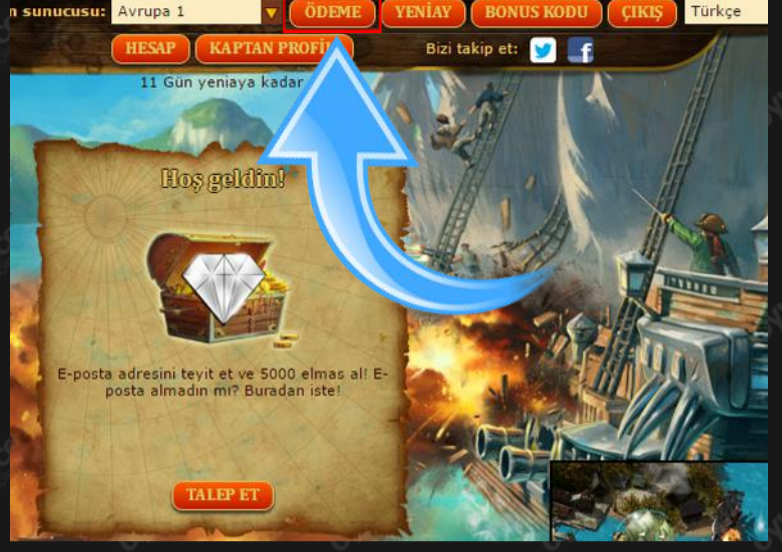 n sunucusu: Avrupa 1 ÖDEME YENİAY BONUS KODU ÇIKIŞ Türkçe
HESAP KAPTAN Bizi takip et:
11 Gün yeniaya kadar
Hoş geldin!
E-posta adresini teyit et ve 5000 elmas al! E-
posta almadın mı? Buradan iste!
TALEP ET